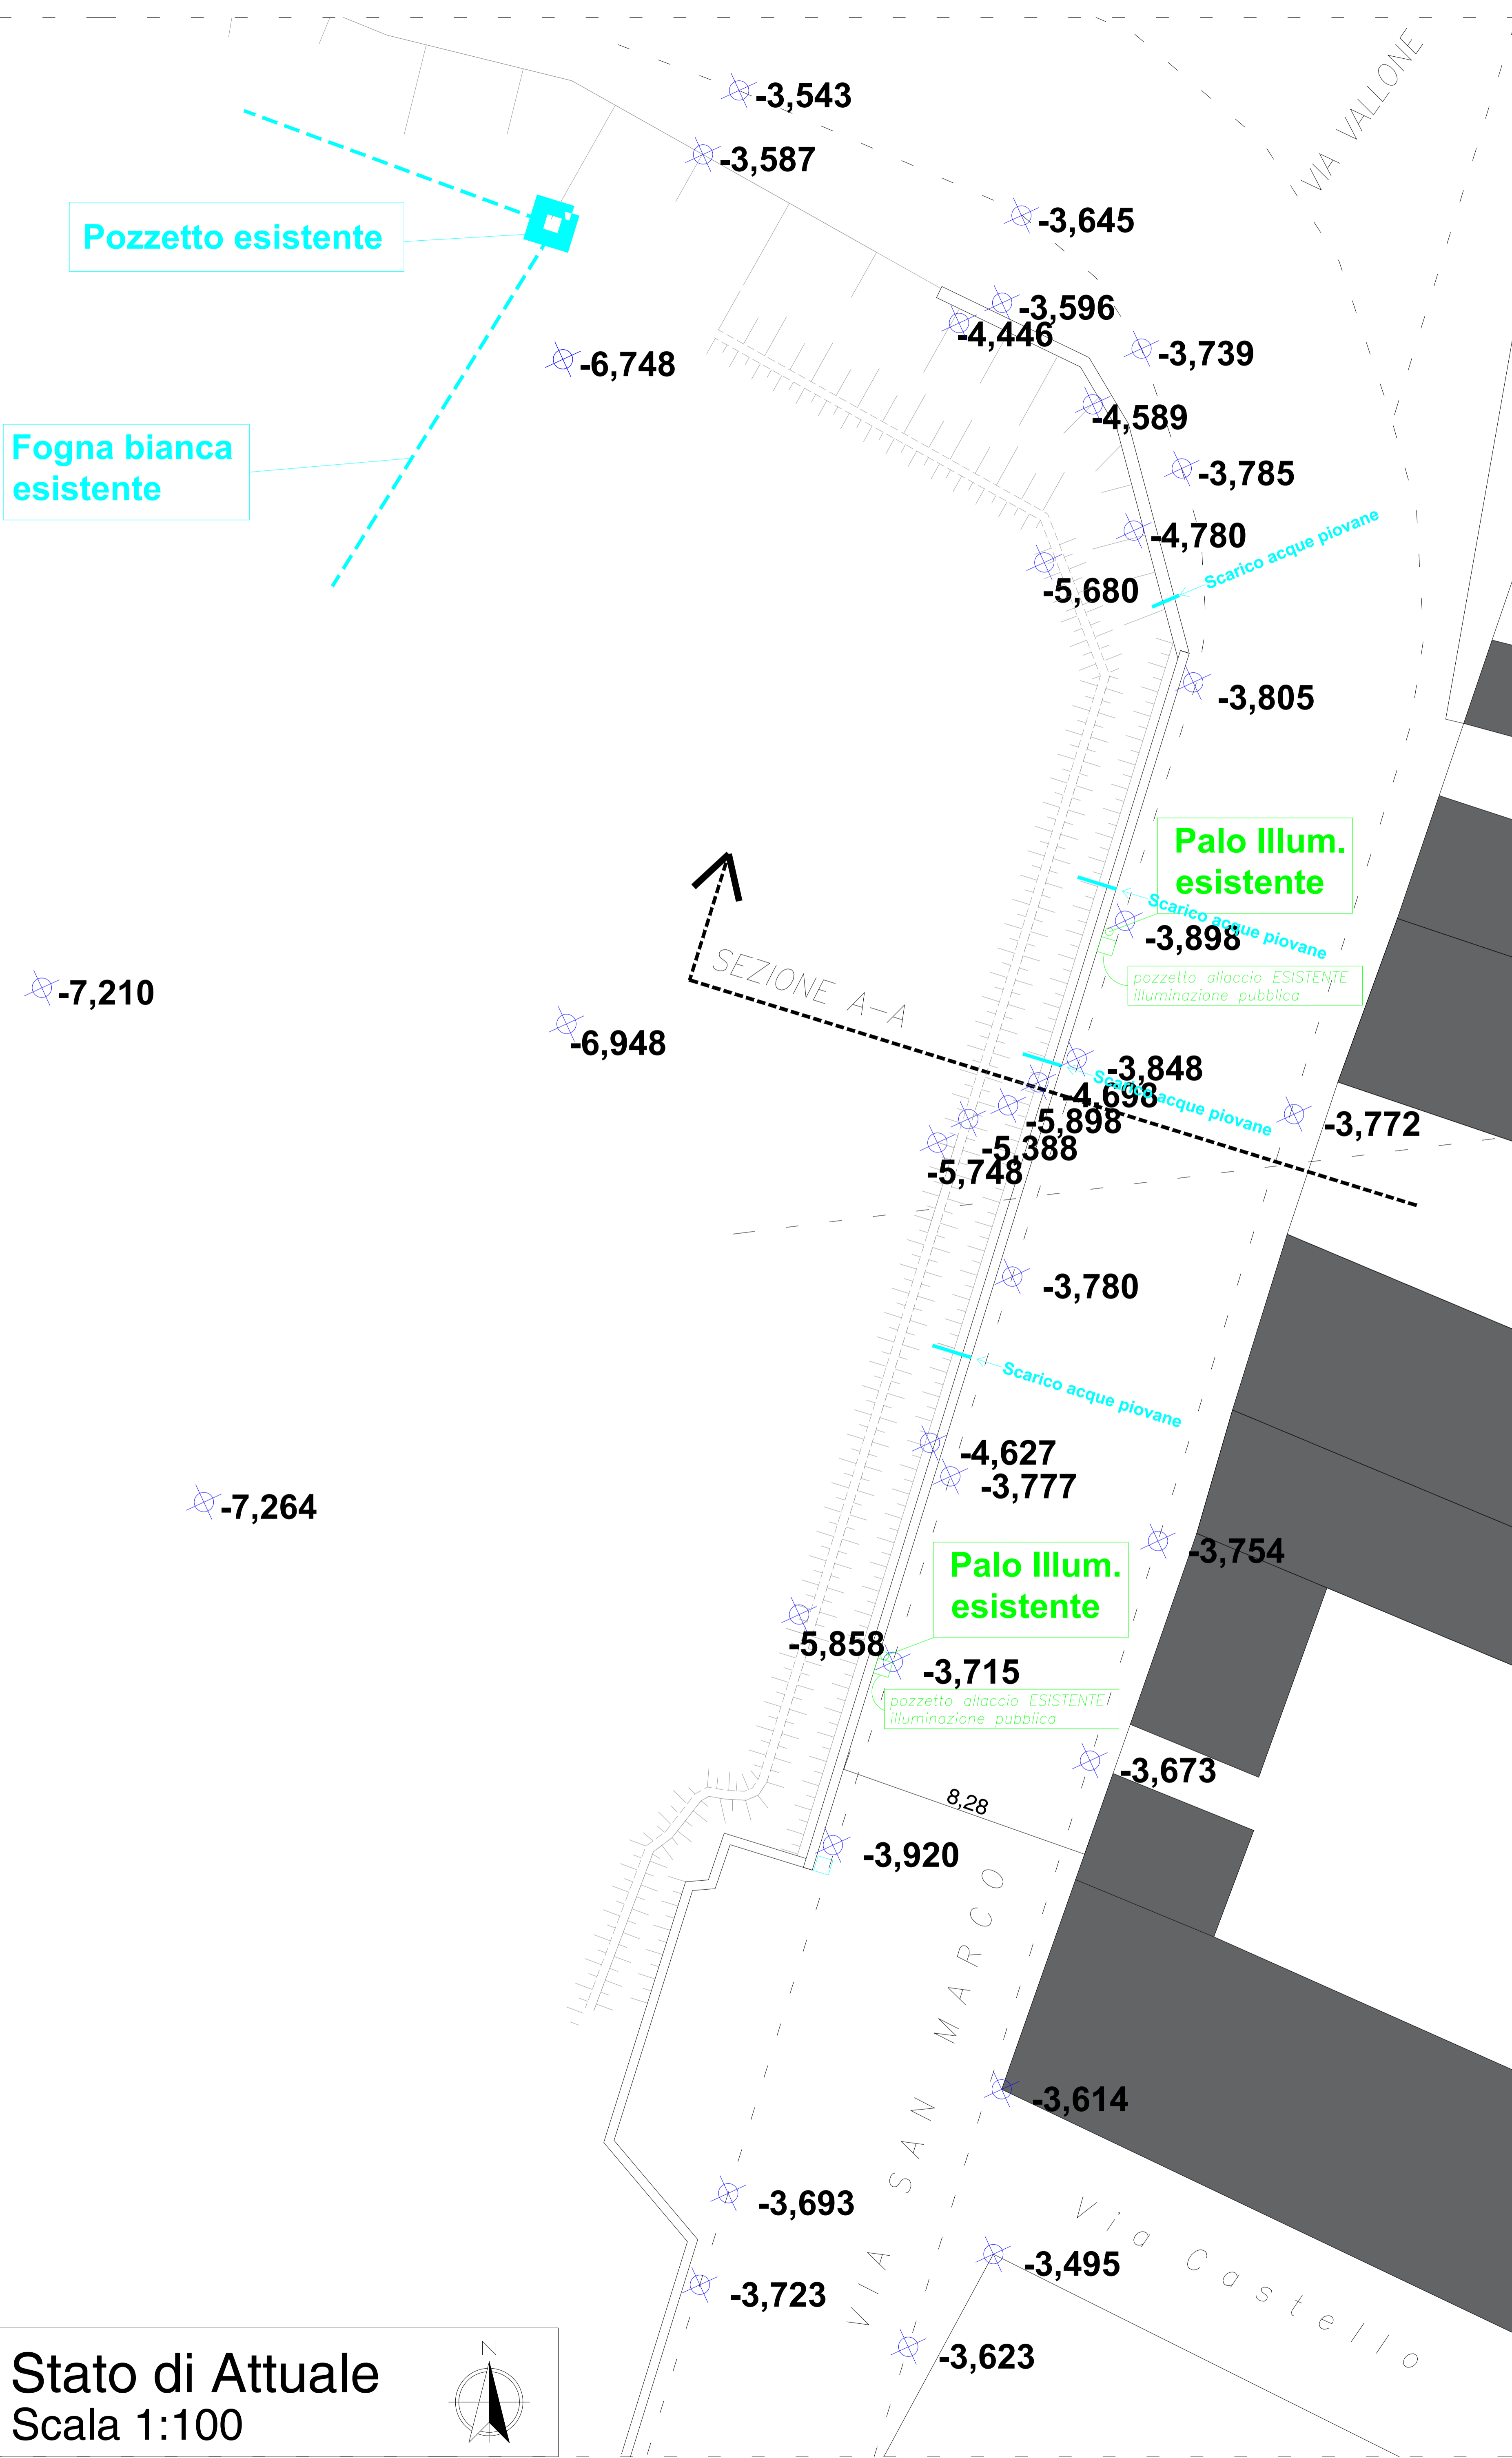 VIA VALLONE
-3,543
-3,587
Pozzetto esistente
-3,645
-3,596
-4,446
-3,739
-6,748
-4,589
Fogna bianca
esistente
-3,785
-4,780
Scarico acque piovane
-5,680
-3,805
Palo Illum.
esistente
Scarico acque piovane
-3,898
pozzetto allaccio ESISTENTE
illuminazione pubblica
SEZIONE A-A
-7,210
-6,948
-3,848
Scarico acque piovane
-4,698
-5,898
-3,772
-5,388
-5,748
-3,780
Scarico acque piovane
-4,627
-3,777
-7,264
-3,754
Palo Illum.
esistente
-5,858
-3,715
pozzetto allaccio ESISTENTE
illuminazione pubblica
-3,673
8,28
-3,920
VIA SAN MARCO
-3,614
-3,693
Via Castello
-3,495
-3,723
-3,623
Stato di Attuale
Scala 1:100
N